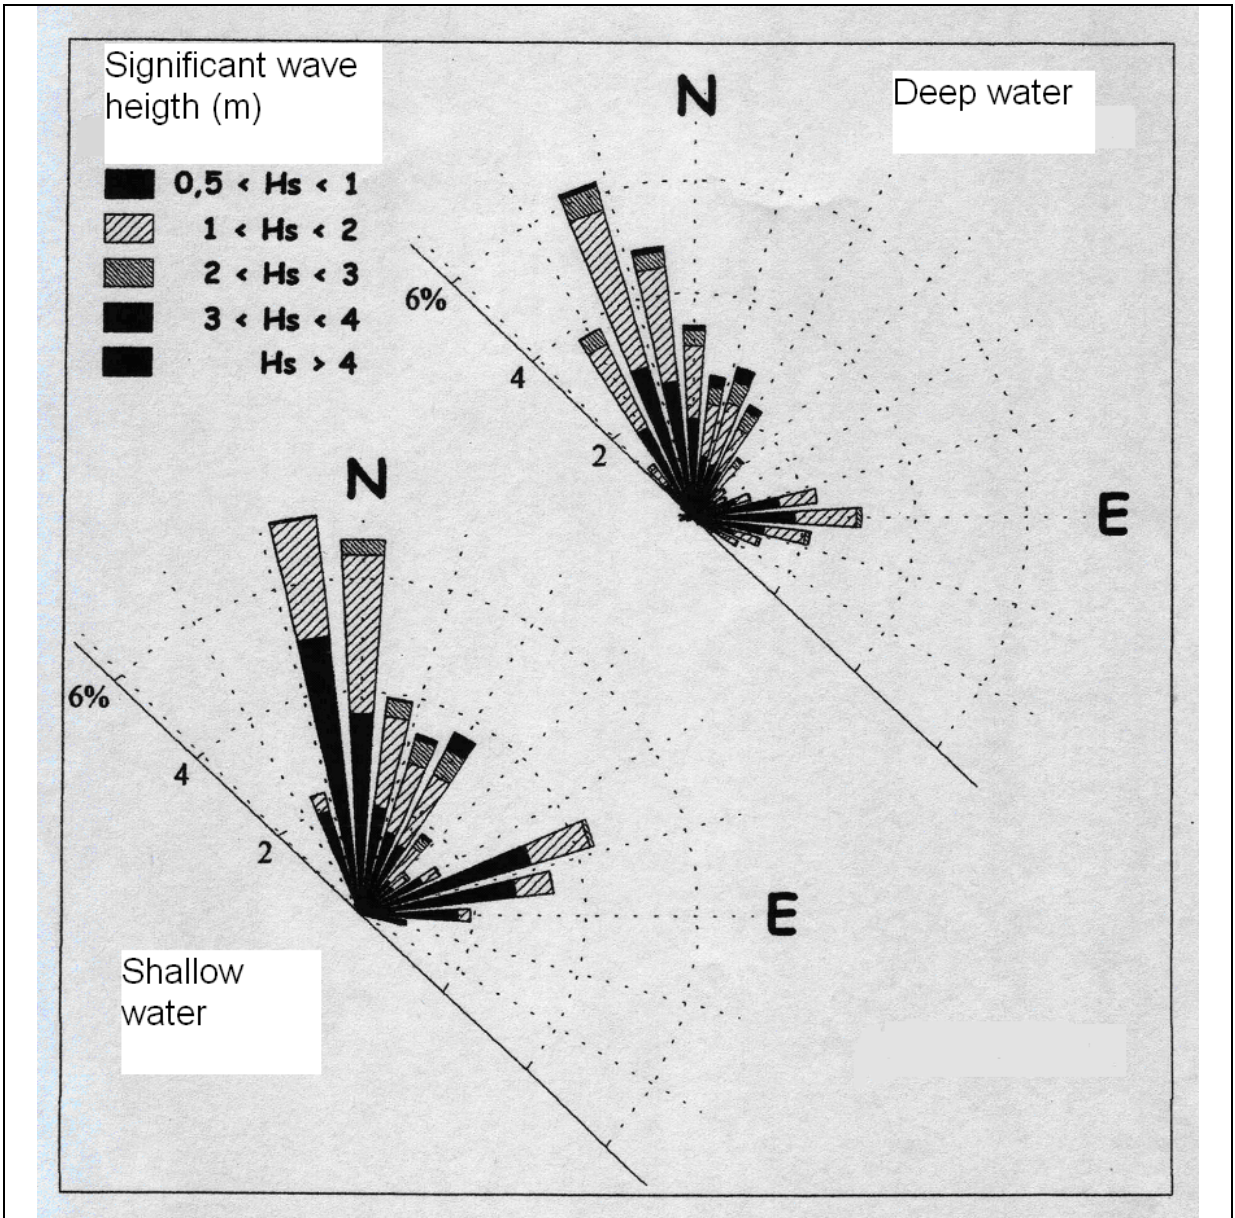 Significant wave
heigth (m)
0,5 < Hs < 1
1 < Hs < 2
2 < Hs < 3
3 < Hs < 4
Hs > 4
Deep water
N
6%
4
2
E
N
6%
4
2
E
Shallow
water